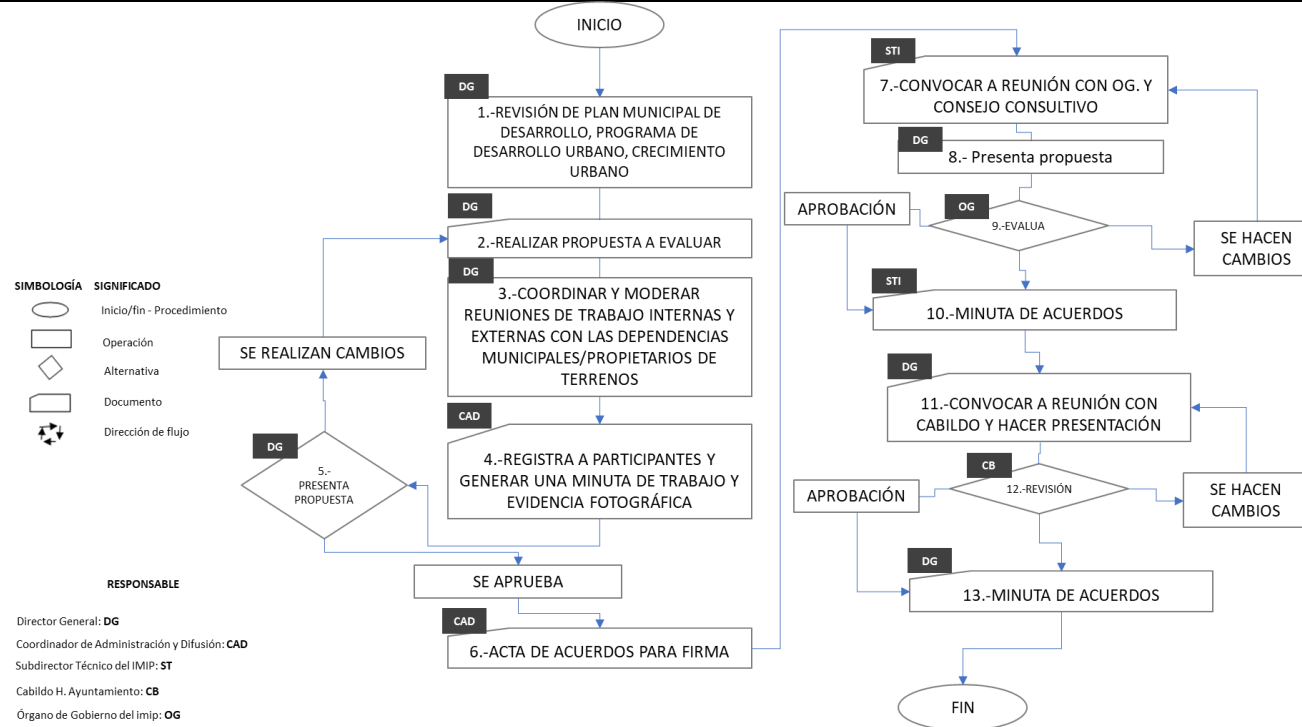 INICIO
DG
1.-REVISIÓN DE PLAN MUNICIPAL DE
DESARROLLO, PROGRAMA DE
DESARROLLO URBANO, CRECIMIENTO
URBANO
DG
2.-REALIZAR PROPUESTA A EVALUAR
DG
3.-COORDINAR Y MODERAR
REUNIONES DE TRABAJO INTERNAS Y
EXTERNAS CON LAS DEPENDENCIAS
MUNICIPALES/PROPIETARIOS DE
TERRENOS
CAD
4.-REGISTRA A PARTICIPANTES Y
GENERAR UNA MINUTA DE TRABAJO Y
EVIDENCIA FOTOGRÁFICA
DG
5.-
PRESENTA
PROPUESTA
SE REALIZAN CAMBIOS
SE APRUEBA
CAD
6.-ACTA DE ACUERDOS PARA FIRMA
STI
7.-CONVOCAR A REUNIÓN CON OG. Y
CONSEJO CONSULTIVO
DG
8.- Presenta propuesta
OG
9.-EVALUA
APROBACIÓN
SE HACEN
CAMBIOS
STI
10.-MINUTA DE ACUERDOS
DG
11.-CONVOCAR A REUNIÓN CON
CABILDO Y HACER PRESENTACIÓN
CB
12.-REVISIÓN
APROBACIÓN
SE HACEN
CAMBIOS
DG
13.-MINUTA DE ACUERDOS
FIN
SIMBOLOGÍA SIGNIFICADO
Inicio/fin - Procedimiento
Operación
Alternativa
Documento
Dirección de flujo
RESPONSABLE
Director General: DG
Coordinador de Administración y Difusión: CAD
Subdirector Técnico del IMIP: ST
Cabildo H. Ayuntamiento: CB
Órgano de Gobierno del imip: OG